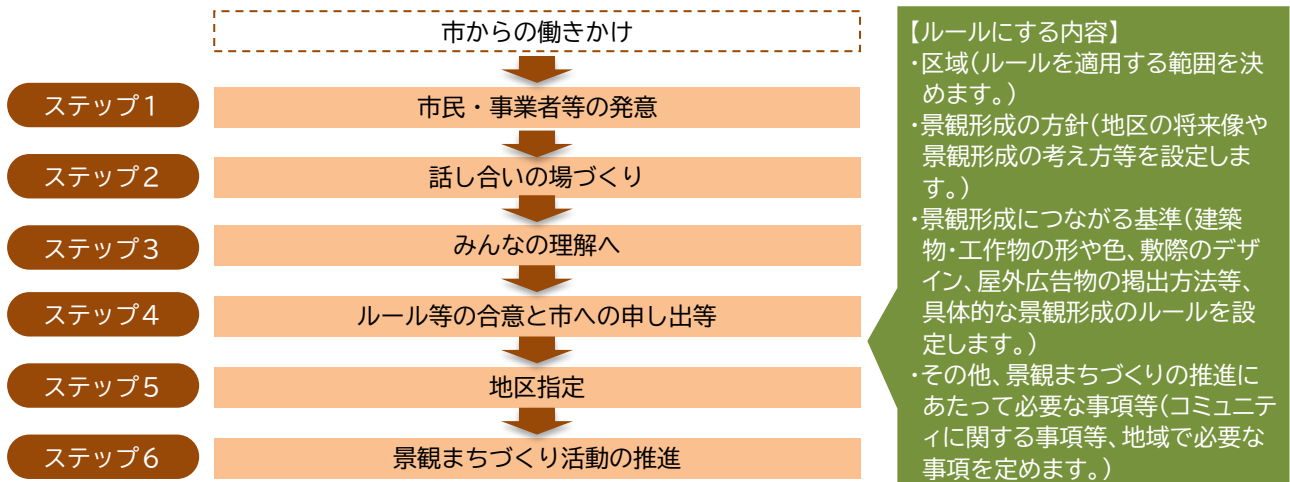 市からの働きかけ
ステップ1
市民・事業者等の発意
ステップ2
話し合いの場づくり
ステップ3
みんなの理解へ
ステップ4
ルール等の合意と市への申し出等
ステップ5
地区指定
ステップ6
景観まちづくり活動の推進
【ルールにする内容】
・区域(ルールを適用する範囲を決
めます。)
・景観形成の方針(地区の将来像や
景観形成の考え方等を設定しま
す。)
・景観形成につながる基準(建築
物・工作物の形や色、敷際のデザ
イン、屋外広告物の掲出方法等、
具体的な景観形成のルールを設
定します。)
・その他、景観まちづくりの推進に
あたって必要な事項等(コミュニテ
ィに関する事項等、地域で必要な
事項を定めます。)